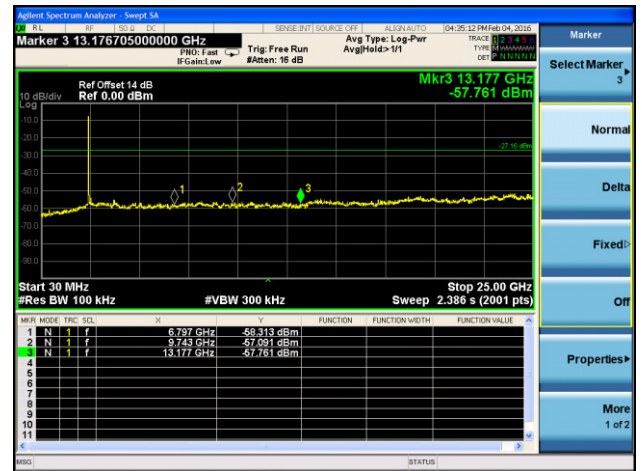 Agilent Spectrum Analyzer - Swept SA
RL RF 50 Ω DC SENSE:INT SOURCE OFF ALIGN AUTO 04:35:12 PM Feb 04, 2016
Marker 3 13.176705000000 GHz
PNO: Fast
IFGain:Low
Trig: Free Run
#Atten: 16 dB
Avg Type: Log-Pwr
Avg|Hold:>1/1
TRACE 1 2 3 4 5 6
TYPE M
DET P N N N N N
Mkr3 13.177 GHz
-57.761 dBm
Ref Offset 14 dB
Ref 0.00 dBm
10 dB/div
Log
-10.0
-20.0
-27.16 dBm
-30.0
-40.0
-50.0
-60.0
-70.0
-80.0
-90.0
1
2
3
Start 30 MHz
Stop 25.00 GHz
#Res BW 100 kHz
#VBW 300 kHz
Sweep 2.386 s (2001 pts)
MKR MODE TRC SCL X Y FUNCTION FUNCTION WIDTH FUNCTION VALUE
1 N 1 f 6.797 GHz -58.313 dBm
2 N 1 f 9.743 GHz -57.091 dBm
3 N 1 f 13.177 GHz -57.761 dBm
4
5
6
7
8
9
10
11
MSG
STATUS
Marker
Select Marker
3
Normal
Delta
Fixed
Off
Properties
More
1 of 2